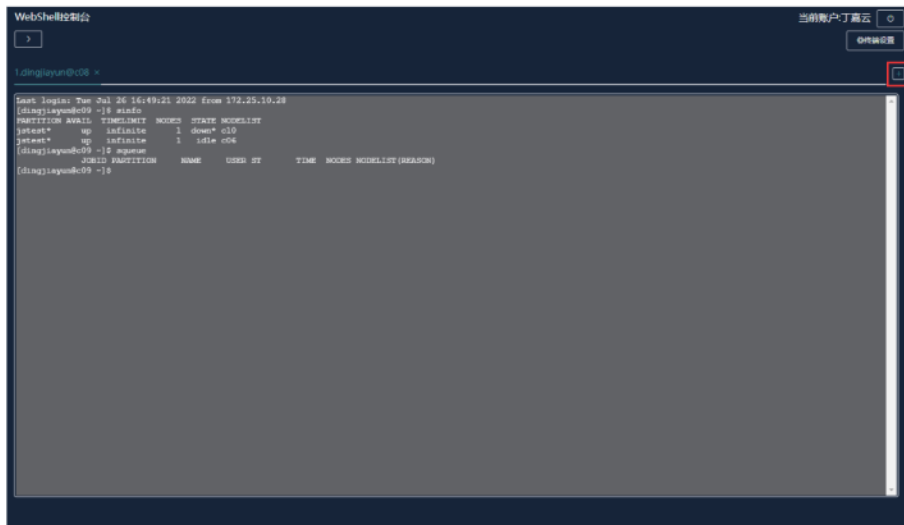 WebShell控制台
当前账户:丁嘉云
终端设置
1.dingjiayun@c08 ×
Last login: Tue Jul 26 16:49:21 2022 from 172.25.10.28
[dingjiayun@c09 ~]$ sinfo
PARTITION AVAIL TIMELIMIT NODES STATE NODELIST
jstest* up infinite 1 down* c10
jstest* up infinite 1 idle c06
[dingjiayun@c09 ~]$ squeue
JOBID PARTITION NAME USER ST TIME NODES NODELIST(REASON)
[dingjiayun@c09 ~]$